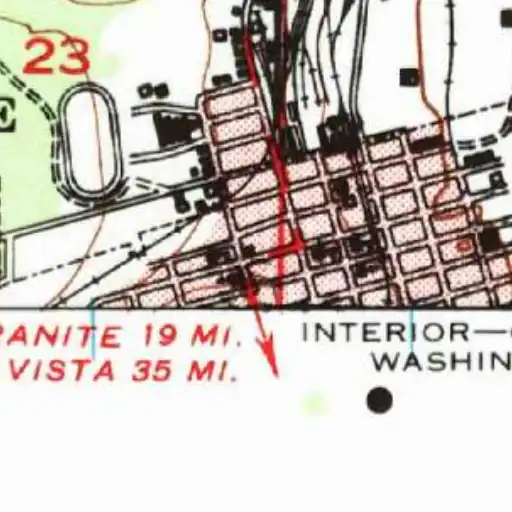 23
E
RANITE 19 MI.
VISTA 35 MI.
INTERIOR—
WASHIN